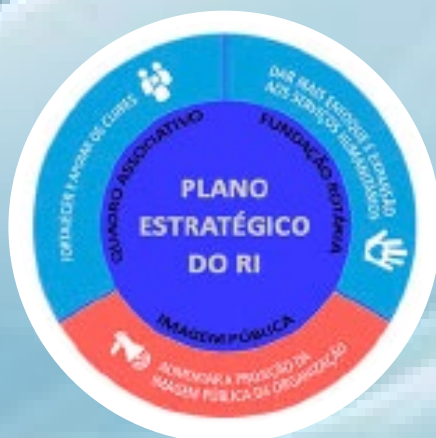 FORTALECER E APOIAR OS CLUBES
DAR MAIS ENFOQUE E EXPANSÃO
AOS SERVIÇOS HUMANITÁRIOS
QUADRO ASSOCIATIVO
FUNDAÇÃO ROTÁRIA
PLANO
ESTRATÉGICO
DO RI
IMAGEM PÚBLICA
AUMENTAR A PROJEÇÃO DA
IMAGEM PÚBLICA DA ORGANIZAÇÃO